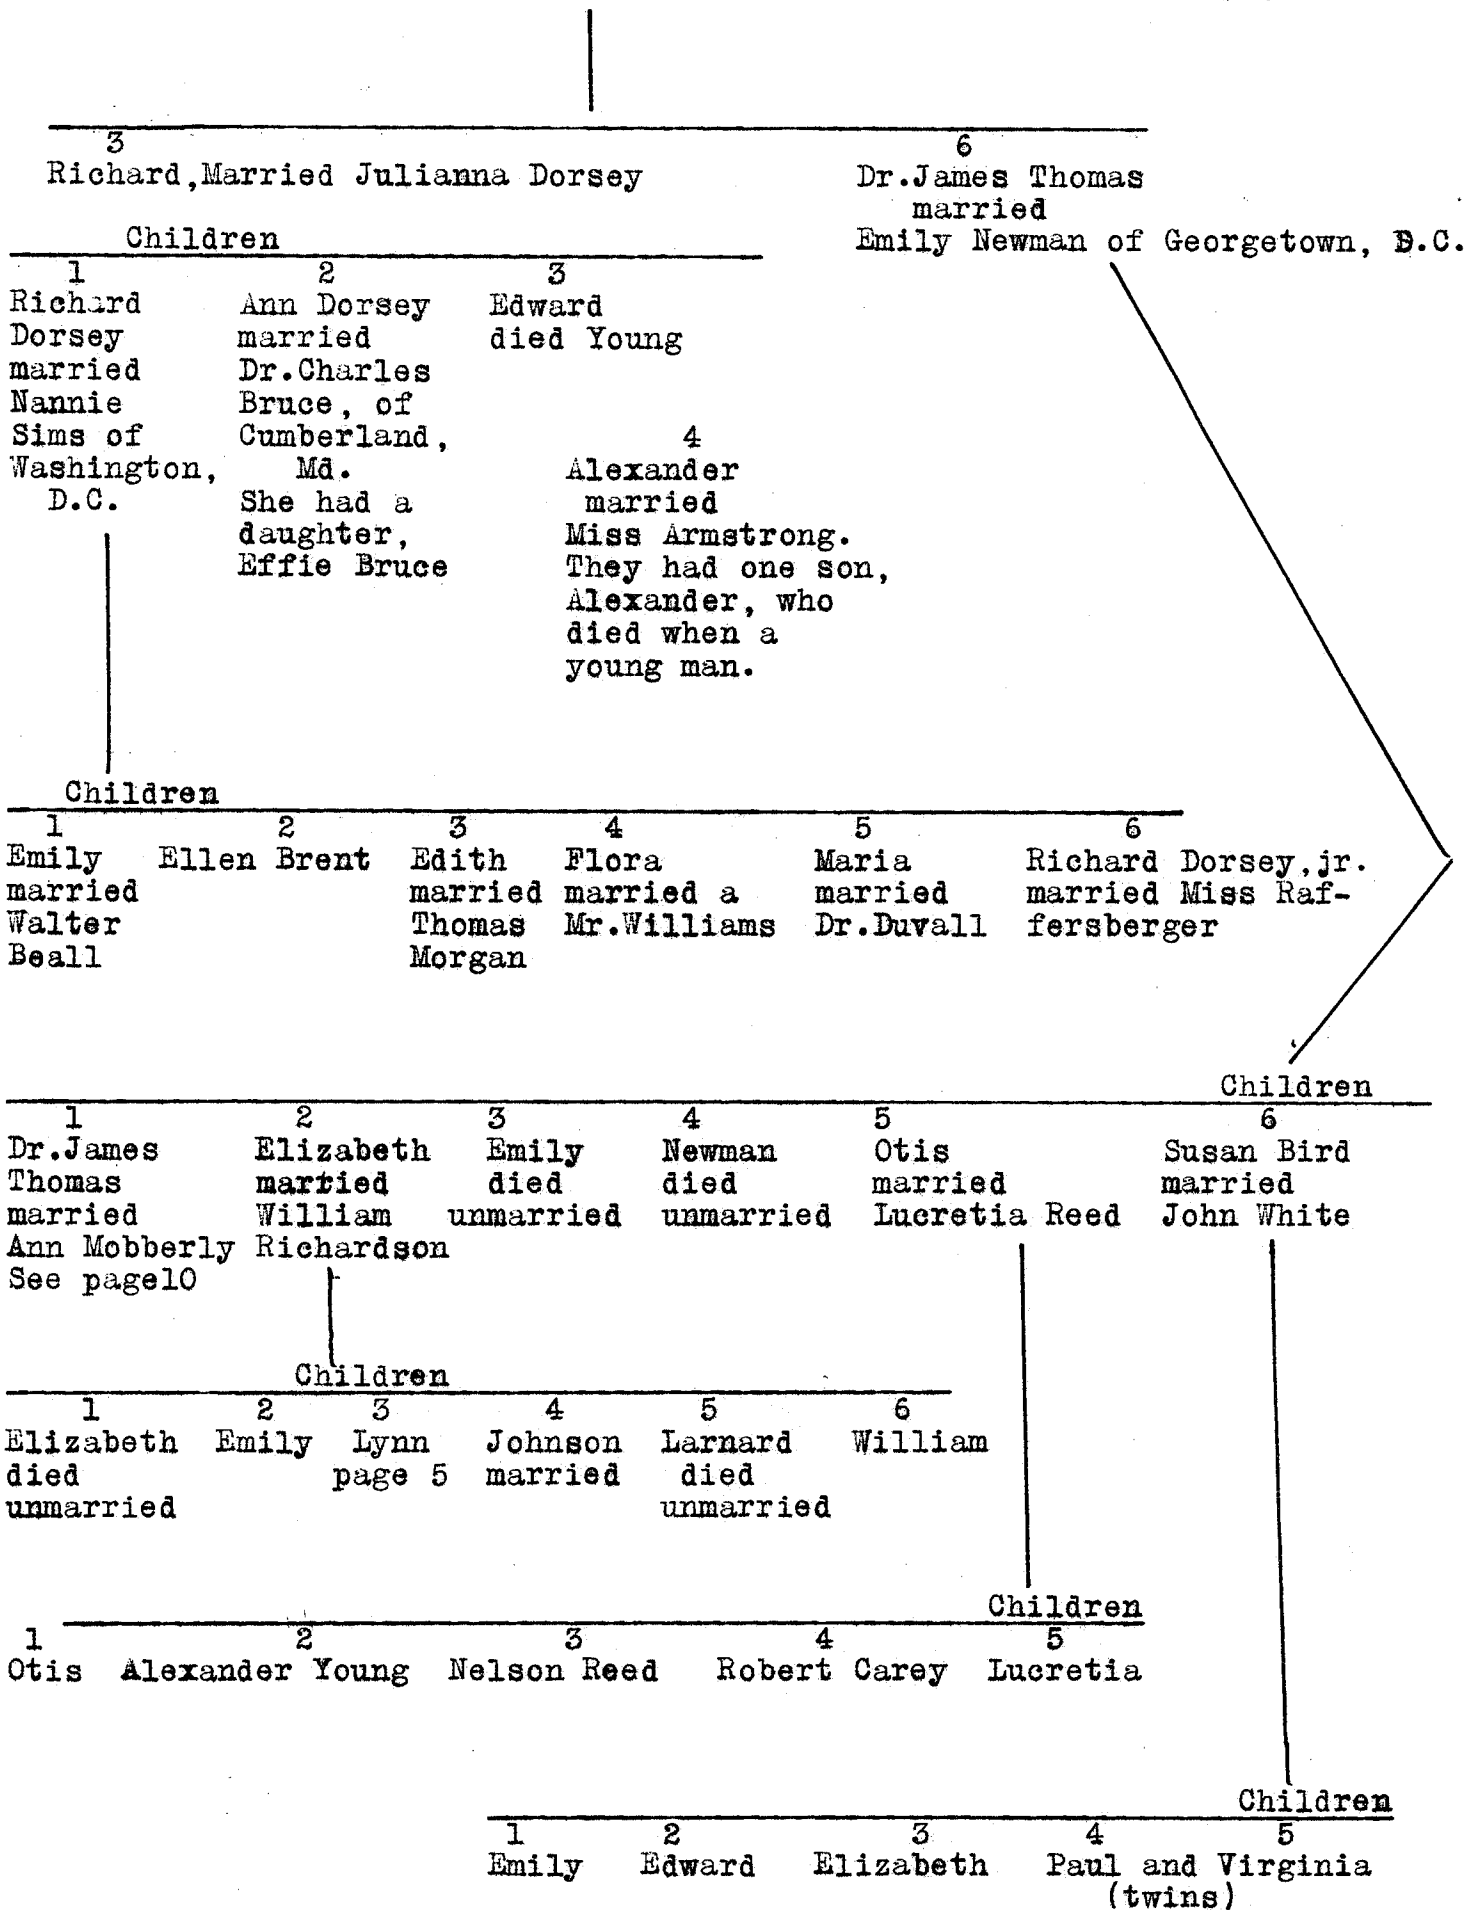 3 6
Richard,Married Julianna Dorsey
Dr.James Thomas
married
Emily Newman of Georgetown, D.C.
Children
1 2 3
Richard
Dorsey
married
Nannie
Sims of
Washington,
D.C.
Ann Dorsey
married
Dr.Charles
Bruce, of
Cumberland,
Md.
She had a
daughter,
Effie Bruce
Edward
died Young
4
Alexander
married
Miss Armstrong.
They had one son,
Alexander, who
died when a
young man.
Children
1 2 3 4 5 6
Emily
married
Walter
Beall
Ellen Brent
Edith
married
Thomas
Morgan
Flora
married a
Mr.Williams
Maria
married
Dr.Duvall
Richard Dorsey,jr.
married Miss Raf-
fersberger
Children
1 2 3 4 5 6
Dr.James
Thomas
married
Ann Mobberly
See page10
Elizabeth
married
William
Richardson
Emily
died
unmarried
Newman
died
unmarried
Otis
married
Lucretia Reed
Susan Bird
married
John White
Children
1 2 3 4 5 6
Elizabeth
died
unmarried
Emily
Lynn
page 5
Johnson
married
Larnard
died
unmarried
William
Children
1 2 3 4 5
Otis Alexander Young Nelson Reed Robert Carey Lucretia
Children
1 2 3 4 5
Emily Edward Elizabeth Paul and Virginia
(twins)